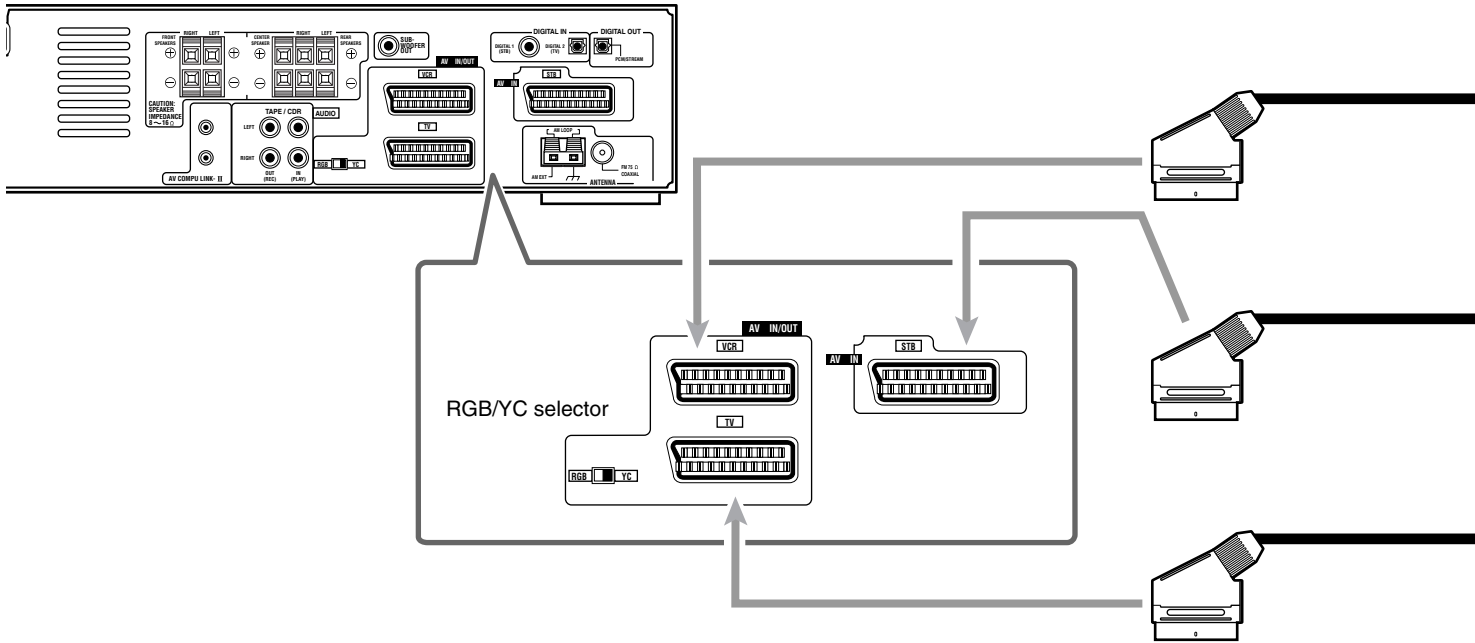 FRONT SPEAKERS
RIGHT LEFT
CENTER SPEAKER
RIGHT LEFT
REAR SPEAKERS
CAUTION:
SPEAKER
IMPEDANCE
8～16 Ω
SUB-
WOOFER
OUT
DIGITAL IN
DIGITAL 1
(STB)
DIGITAL 2
(TV)
DIGITAL OUT
PCM/STREAM
AV IN/OUT
VCR
TV
RGB YC
AV IN
STB
TAPE / CDR
AUDIO
LEFT
RIGHT
OUT
(REC)
IN
(PLAY)
AV COMPU LINK- II
AM LOOP
AM EXT
FM 75 Ω
COAXIAL
ANTENNA
AV IN/OUT
VCR
AV IN
STB
RGB/YC selector
TV
RGB YC